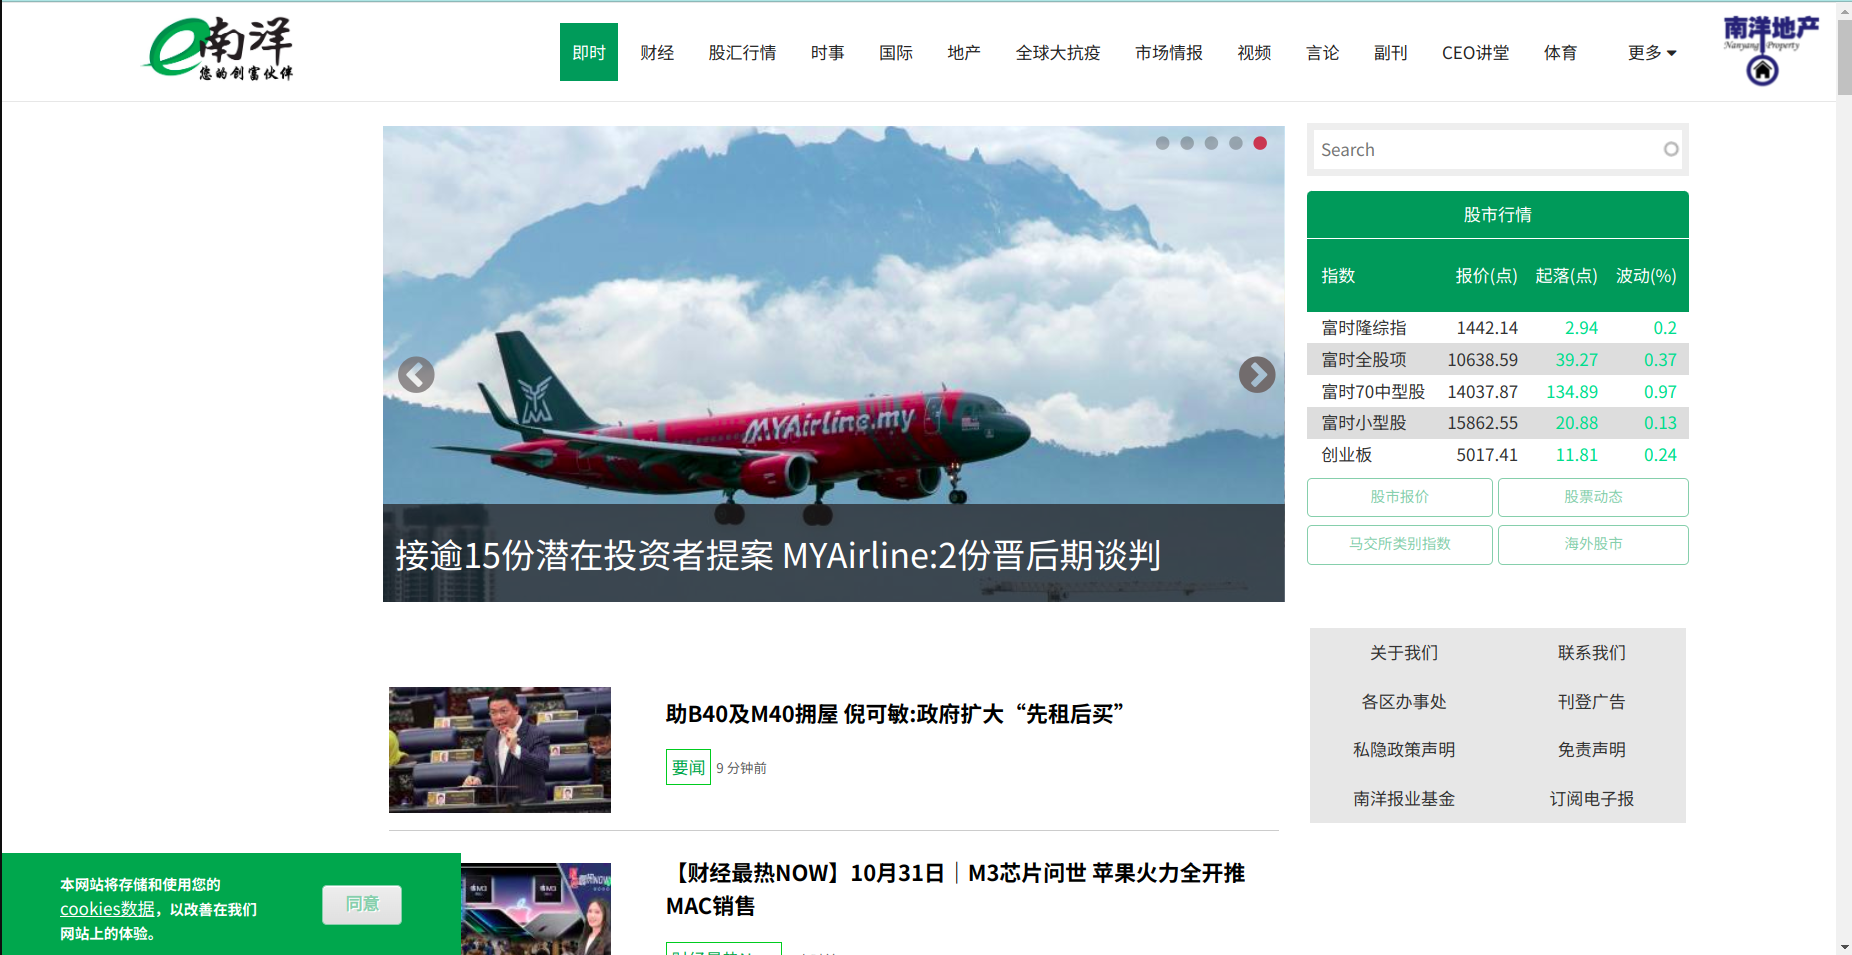 e南洋
您的创富伙伴
即时 财经 股汇行情 时事 国际 地产 全球大抗疫 市场情报 视频 言论 副刊 CEO讲堂 体育 更多
南洋地产
Nanyang Property
Search
MYAirline.my
接逾15份潜在投资者提案 MYAirline:2份晋后期谈判
股市行情
指数 报价(点) 起落(点) 波动(%)
富时隆综指 1442.14 2.94 0.2
富时全股项 10638.59 39.27 0.37
富时70中型股 14037.87 134.89 0.97
富时小型股 15862.55 20.88 0.13
创业板 5017.41 11.81 0.24
股市报价 股票动态
马交所类别指数 海外股市
关于我们 联系我们
各区办事处 刊登广告
私隐政策声明 免责声明
南洋报业基金 订阅电子报
助B40及M40拥屋 倪可敏:政府扩大“先租后买”
要闻 9 分钟前
【财经最热NOW】10月31日｜M3芯片问世 苹果火力全开推
MAC销售
本网站将存储和使用您的
cookies数据，以改善在我们
网站上的体验。
同意